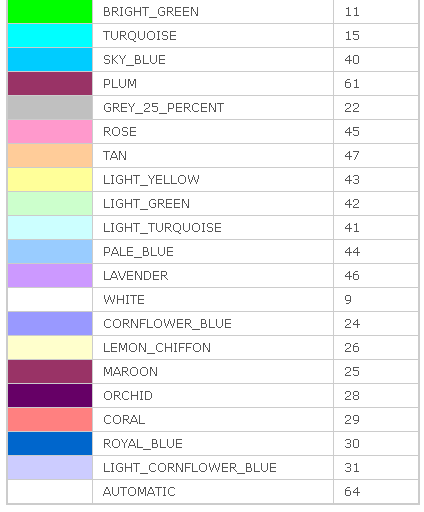 BRIGHT_GREEN 11
TURQUOISE 15
SKY_BLUE 40
PLUM 61
GREY_25_PERCENT 22
ROSE 45
TAN 47
LIGHT_YELLOW 43
LIGHT_GREEN 42
LIGHT_TURQUOISE 41
PALE_BLUE 44
LAVENDER 46
WHITE 9
CORNFLOWER_BLUE 24
LEMON_CHIFFON 26
MAROON 25
ORCHID 28
CORAL 29
ROYAL_BLUE 30
LIGHT_CORNFLOWER_BLUE 31
AUTOMATIC 64